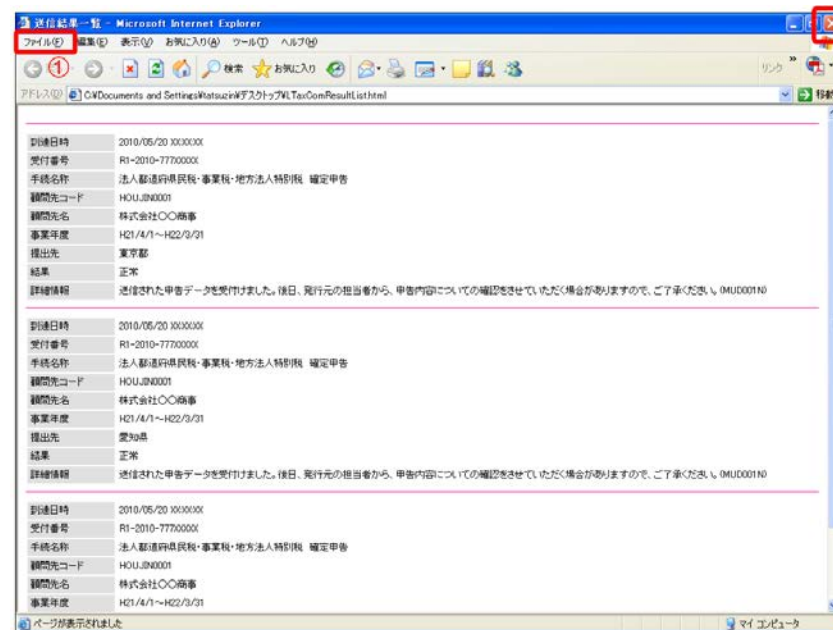 送信結果一覧 - Microsoft Internet Explorer
ファイル(F) 編集(E) 表示(V) お気に入り(A) ツール(T) ヘルプ(H)
① 検索 お気に入り リンク »
アドレス(D) C:¥Documents and Settings¥tatsuzin¥デスクトップ¥LTaxComResultList.html 移動
到達日時 2010/05/20 XX:XX:XX
受付番号 R1-2010-777XXXXX
手続名称 法人都道府県民税・事業税・地方法人特別税 確定申告
顧問先コード HOUJIN0001
顧問先名 株式会社〇〇商事
事業年度 H21/4/1～H22/3/31
提出先 東京都
結果 正常
詳細情報 送信された申告データを受付けました。後日、発行元の担当者から、申告内容についての確認をさせていただく場合がありますので、ご了承ください。(MUD001N)
到達日時 2010/05/20 XX:XX:XX
受付番号 R1-2010-777XXXXX
手続名称 法人都道府県民税・事業税・地方法人特別税 確定申告
顧問先コード HOUJIN0001
顧問先名 株式会社〇〇商事
事業年度 H21/4/1～H22/3/31
提出先 愛知県
結果 正常
詳細情報 送信された申告データを受付けました。後日、発行元の担当者から、申告内容についての確認をさせていただく場合がありますので、ご了承ください。(MUD001N)
到達日時 2010/05/20 XX:XX:XX
受付番号 R1-2010-777XXXXX
手続名称 法人都道府県民税・事業税・地方法人特別税 確定申告
顧問先コード HOUJIN0001
顧問先名 株式会社〇〇商事
事業年度 H21/4/1～H22/3/31
ページが表示されました マイ コンピュータ